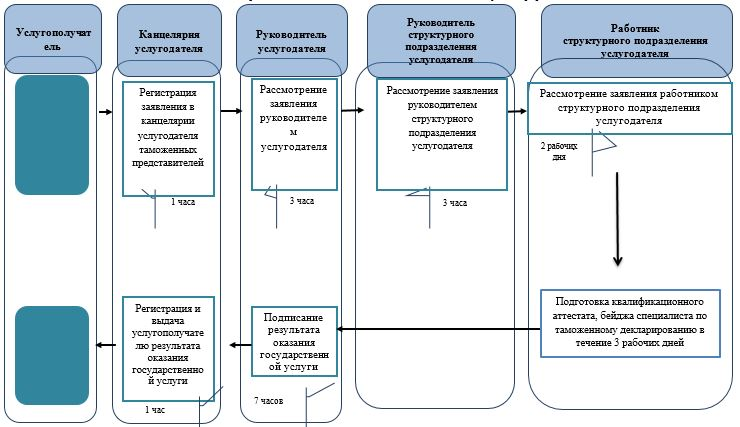 Услугополучат
ель
Канцелярия
услугодателя
Руководитель
услугодателя
Руководитель
структурного
подразделения
услугодателя
Работник
структурного подразделения
услугодателя
Регистрация
заявления в
канцелярии
услугодателя
таможенных
представителей
Рассмотрение
заявления
руководителе
м
услугодателя
Рассмотрение заявления
руководителем
структурного
подразделения
услугодателя
Рассмотрение заявления работником
структурного подразделения
услугодателя
1 часа
3 часа
3 часа
2 рабочих
дня
Регистрация и
выдача
услугополучате
лю результата
оказания
государственно
й услуги
Подписание
результата
оказания
государственн
ой услуги
Подготовка квалификационного
аттестата, бейджа специалиста по
таможенному декларированию в
течение 3 рабочих дней
1 час
7 часов